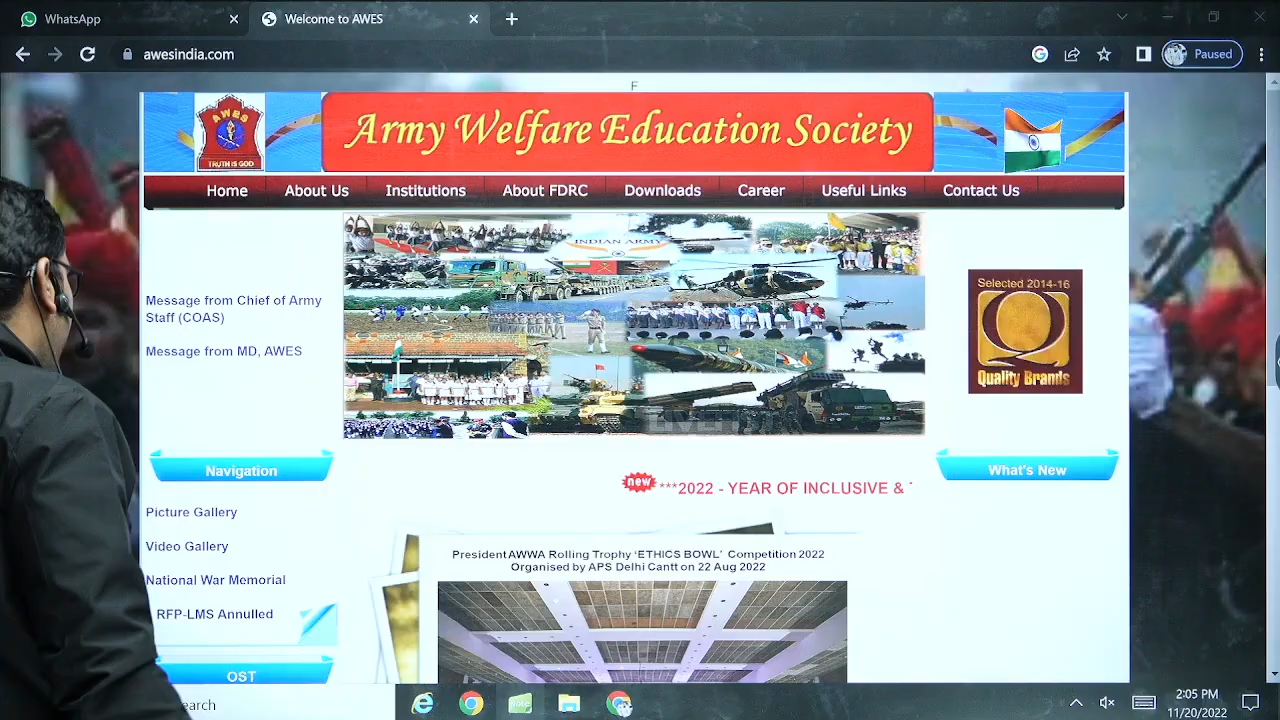 WhatsApp
Welcome to AWES
awesindia.com
Paused
F
AWES
TRUTH IS GOD
Army Welfare Education Society
Home About Us Institutions About FDRC Downloads Career Useful Links Contact Us
INDIAN ARMY
Message from Chief of Army
Staff (COAS)
Message from MD, AWES
Selected 2014-16
Quality Brands
Navigation
What's New
new ***2022 - YEAR OF INCLUSIVE &
Picture Gallery
Video Gallery
National War Memorial
RFP-LMS Annulled
OST
President AWWA Rolling Trophy ‘ETHICS BOWL’ Competition 2022
Organised by APS Delhi Cantt on 22 Aug 2022
earch
note
2:05 PM
11/20/2022